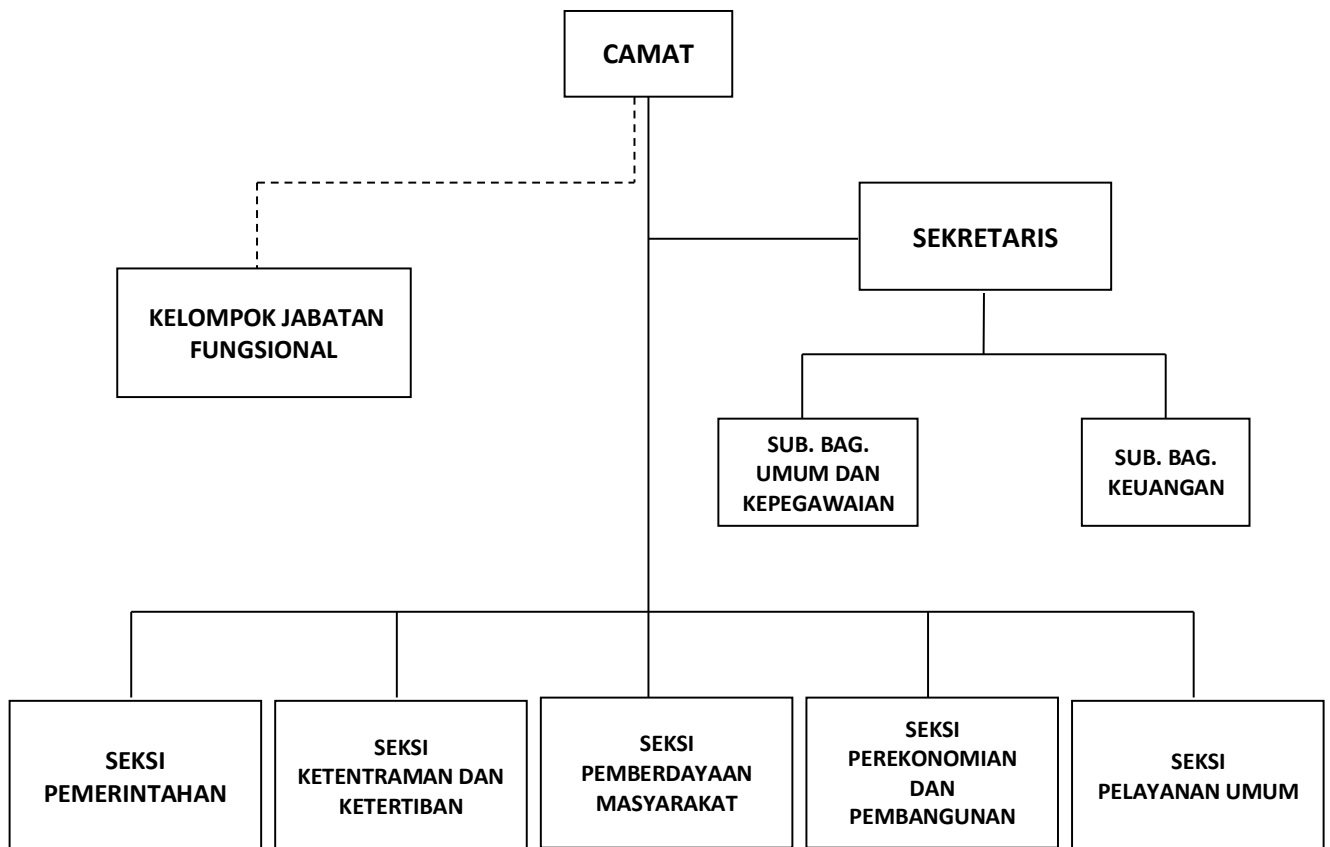 CAMAT
SEKRETARIS
KELOMPOK JABATAN
FUNGSIONAL
SUB. BAG.
UMUM DAN
KEPEGAWAIAN
SUB. BAG.
KEUANGAN
SEKSI
PEMERINTAHAN
SEKSI
KETENTRAMAN DAN
KETERTIBAN
SEKSI
PEMBERDAYAAN
MASYARAKAT
SEKSI
PEREKONOMIAN
DAN
PEMBANGUNAN
SEKSI
PELAYANAN UMUM